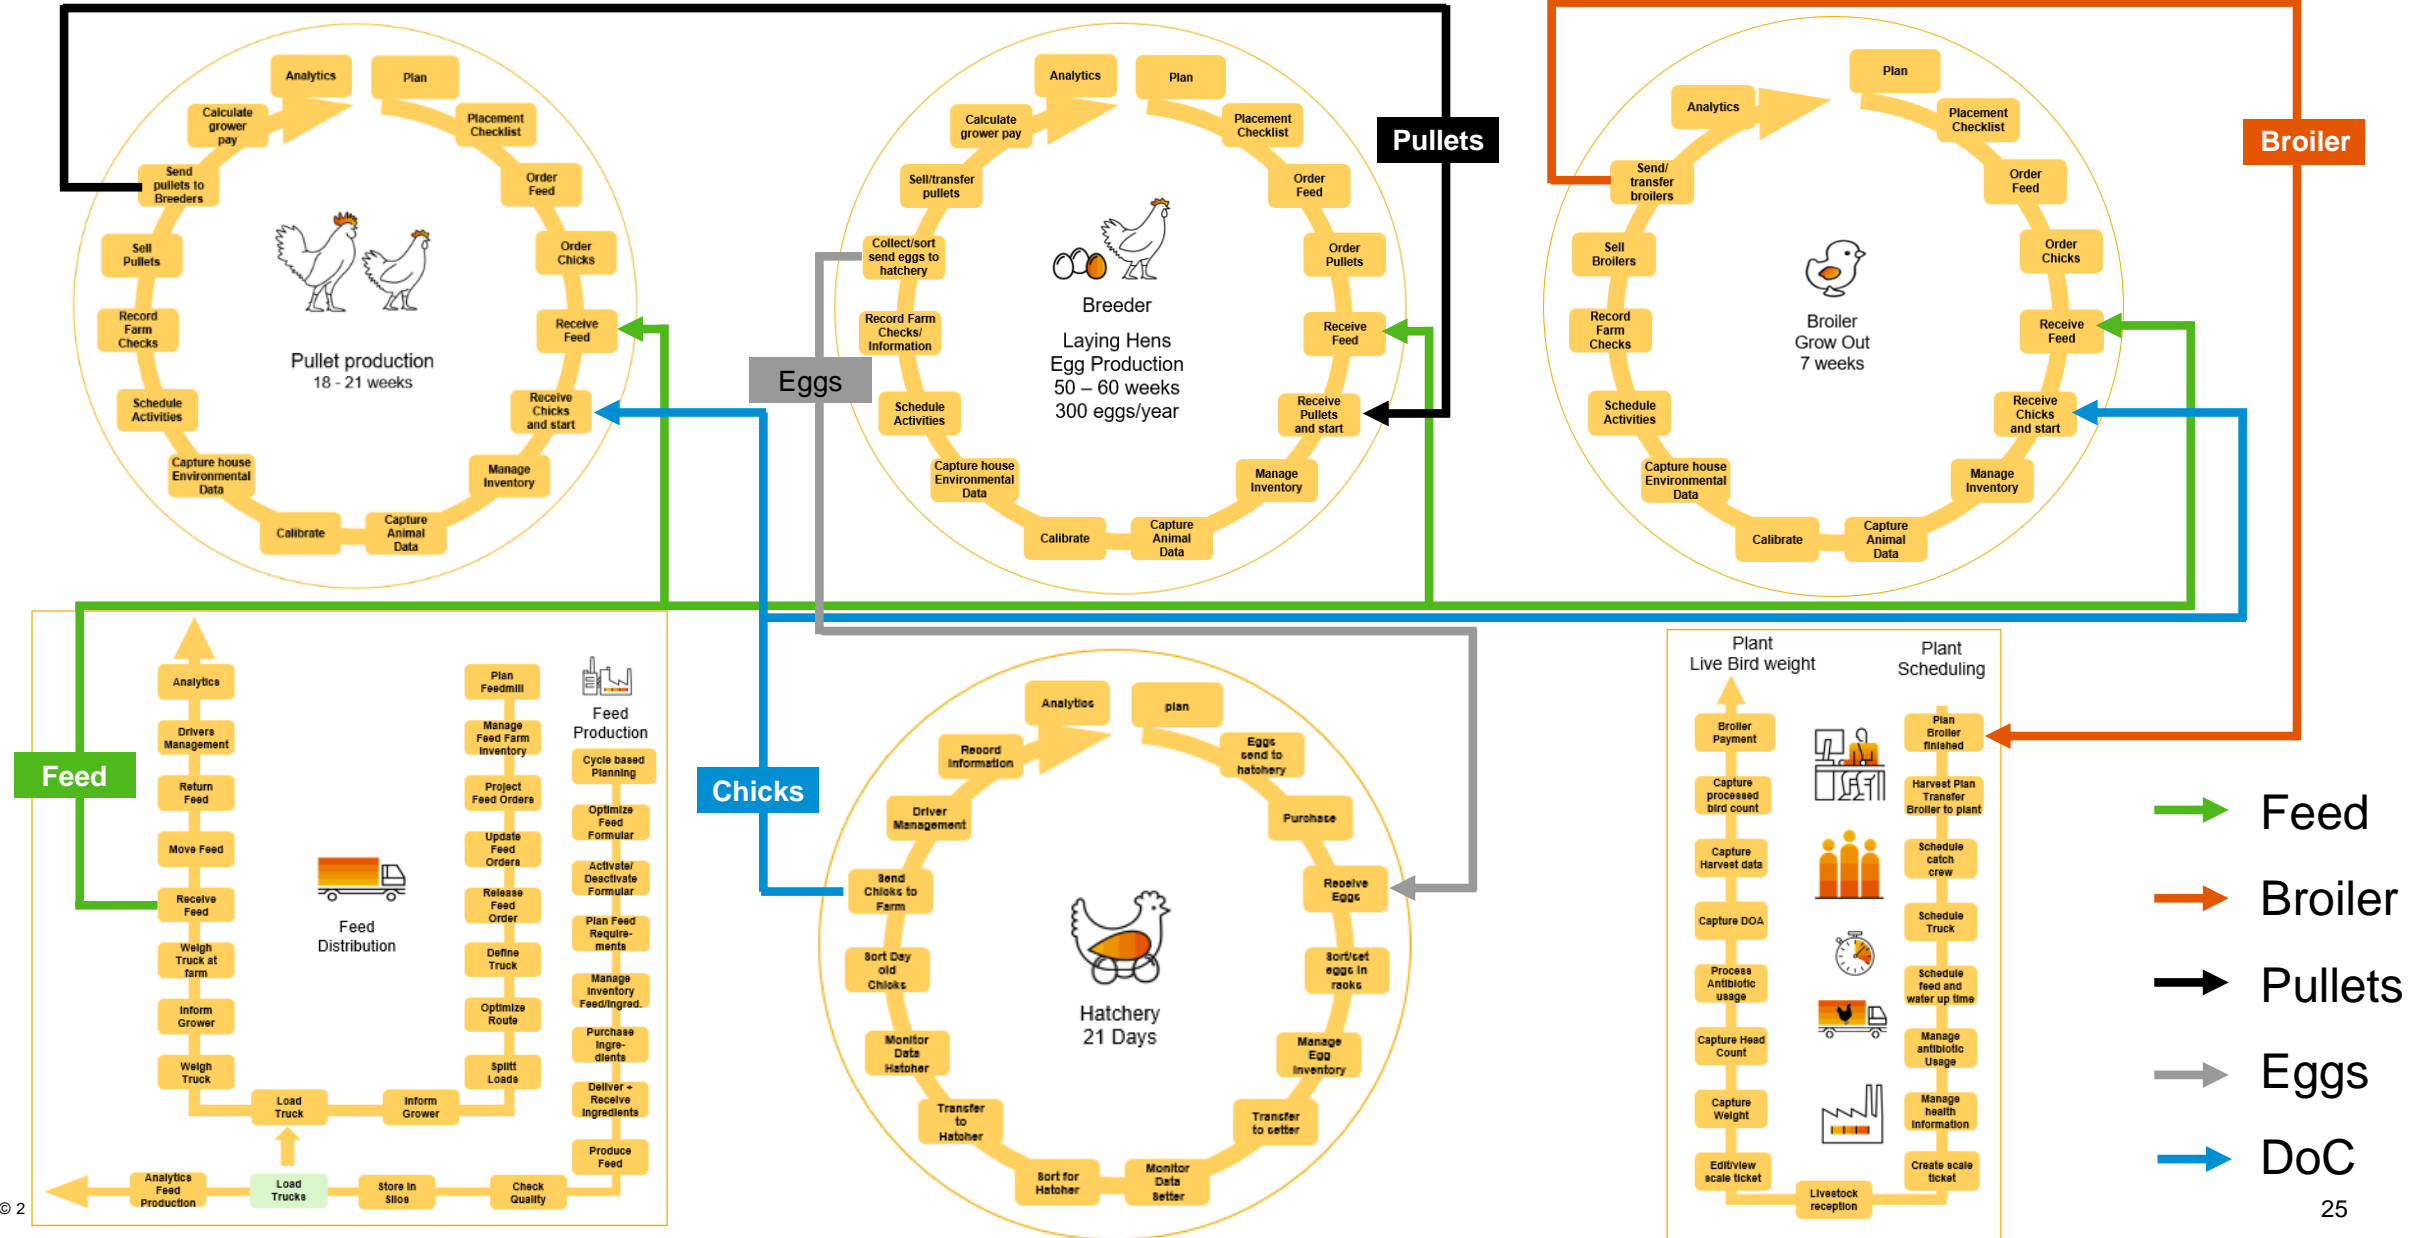 Analytics
Plan
Placement
Checklist
Order
Feed
Order
Chicks
Receive
Feed
Receive
Chicks
and start
Manage
Inventory
Capture
Animal
Data
Calibrate
Capture house
Environmental
Data
Schedule
Activities
Record
Farm
Checks
Sell
Pullets
Send
pullets to
Breeders
Calculate
grower
pay
Pullet production
18 - 21 weeks
Analytics
Plan
Placement
Checklist
Order
Feed
Order
Pullets
Receive
Feed
Receive
Pullets
and start
Manage
Inventory
Capture
Animal
Data
Calibrate
Capture house
Environmental
Data
Schedule
Activities
Record Farm
Checks/
Information
Collect/sort
send eggs to
hatchery
Sell/transfer
pullets
Calculate
grower pay
Breeder
Laying Hens
Egg Production
50 – 60 weeks
300 eggs/year
Pullets
Eggs
Analytics
Plan
Placement
Checklist
Order
Feed
Order
Chicks
Receive
Feed
Receive
Chicks
and start
Manage
Inventory
Capture
Animal
Data
Calibrate
Capture house
Environmental
Data
Schedule
Activities
Record
Farm
Checks
Sell
Broilers
Send/
transfer
broilers
Broiler
Grow Out
7 weeks
Broiler
Feed
Analytics
Drivers
Management
Return
Feed
Move Feed
Receive
Feed
Weigh
Truck at
farm
Inform
Grower
Weigh
Truck
Load
Truck
Inform
Grower
Feed
Distribution
Plan
Feedmill
Manage
Feed Farm
Inventory
Project
Feed Orders
Update
Feed
Orders
Release
Feed
Order
Define
Truck
Optimize
Route
Splitt
Loads
Feed
Production
Cycle based
Planning
Optimize
Feed
Formular
Activate/
Deactivate
Formular
Plan Feed
Require-
ments
Manage
Inventory
Feed/Ingred.
Purchase
Ingre-
dients
Deliver +
Receive
Ingredients
Produce
Feed
Check
Quality
Store in
Silos
Load
Trucks
Analytics
Feed
Production
Chicks
Analytics
plan
Eggs
send to
hatchery
Purchase
Receive
Eggs
Sort/set
eggs in
racks
Manage
Egg
Inventory
Transfer
to setter
Monitor
Data
Setter
Sort for
Hatcher
Transfer
to
Hatcher
Monitor
Data
Hatcher
Sort Day
old
Chicks
Send
Chicks to
Farm
Driver
Management
Record
Information
Hatchery
21 Days
Plant
Live Bird weight
Plant
Scheduling
Broiler
Payment
Capture
processed
bird count
Capture
Harvest data
Capture DOA
Process
Antibiotic
usage
Capture Head
Count
Capture
Weight
Edit/view
scale ticket
Livestock
reception
Plan
Broiler
finished
Harvest Plan
Transfer
Broiler to plant
Schedule
catch
crew
Schedule
Truck
Schedule
feed and
water up time
Manage
antibiotic
Usage
Manage
health
Information
Create scale
ticket
Feed
Broiler
Pullets
Eggs
DoC
© 2
25